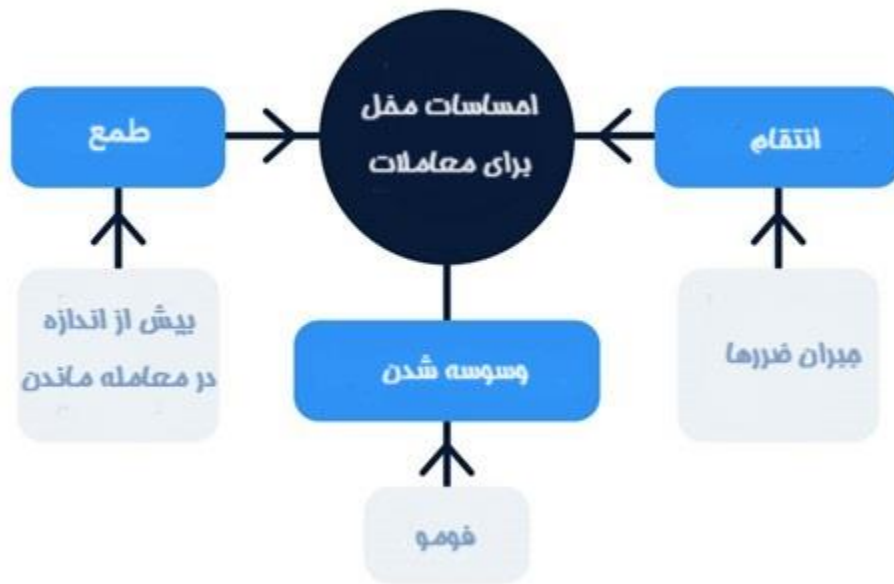 احساسات مخل
برای معاملات
انتقام
طمع
جبران ضررها
بیش از اندازه
در معامله ماندن
وسوسه شدن
فومو